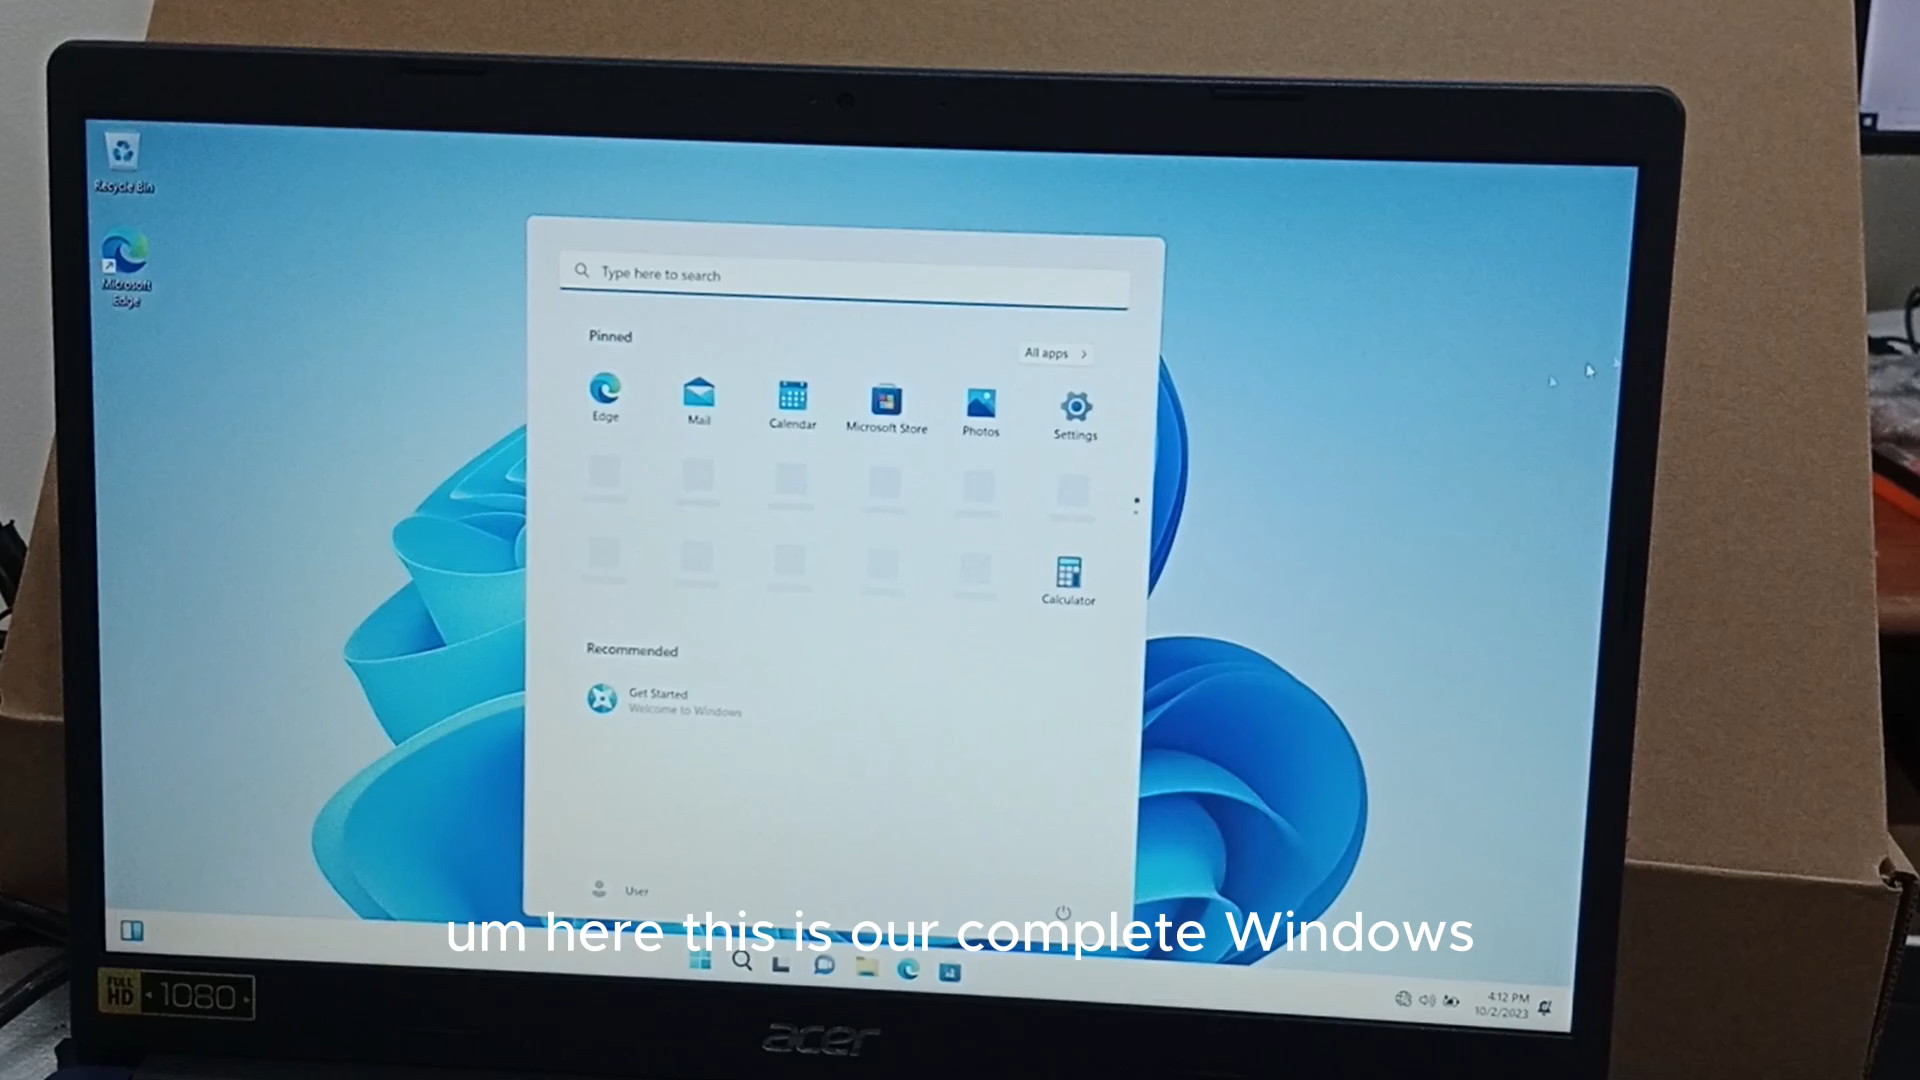 Recycle Bin
Microsoft
Edge
Type here to search
Pinned
All apps
Edge
Mail
Calendar
Microsoft Store
Photos
Settings
Calculator
Recommended
Get Started
Welcome to Windows
User
um here this is our complete Windows
4:12 PM
10/2/2023
FULL
HD
1080
acer